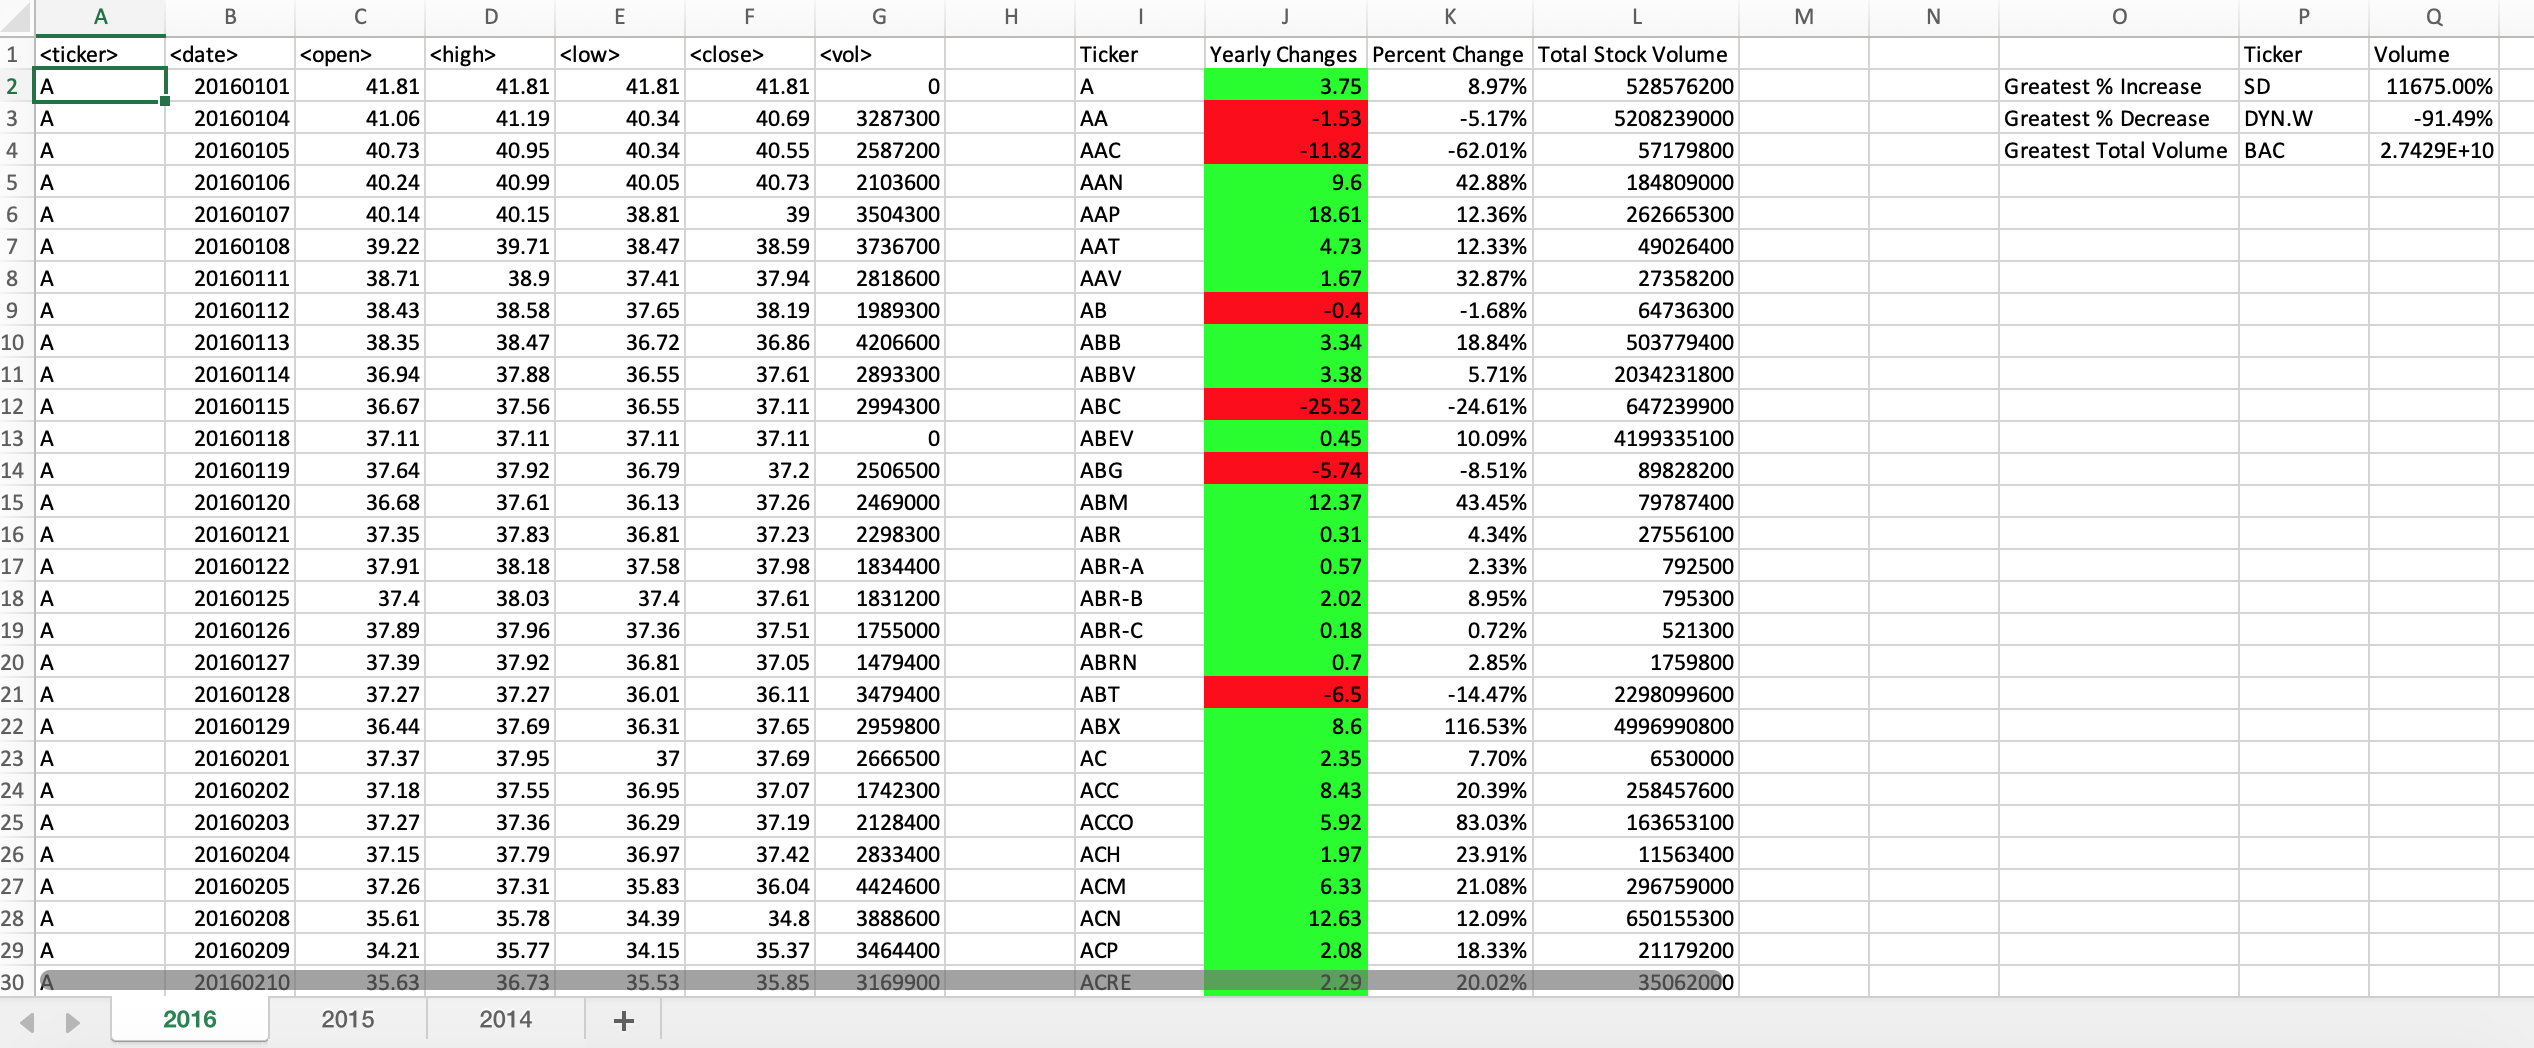 A B C D E F G H I J K L M N O P Q
1 <ticker> <date> <open> <high> <low> <close> <vol> Ticker Yearly Changes Percent Change Total Stock Volume Ticker Volume
2 A 20160101 41.81 41.81 41.81 41.81 0 A 3.75 8.97% 528576200 Greatest % Increase SD 11675.00%
3 A 20160104 41.06 41.19 40.34 40.69 3287300 AA -1.53 -5.17% 5208239000 Greatest % Decrease DYN.W -91.49%
4 A 20160105 40.73 40.95 40.34 40.55 2587200 AAC -11.82 -62.01% 57179800 Greatest Total Volume BAC 2.7429E+10
5 A 20160106 40.24 40.99 40.05 40.73 2103600 AAN 9.6 42.88% 184809000
6 A 20160107 40.14 40.15 38.81 39 3504300 AAP 18.61 12.36% 262665300
7 A 20160108 39.22 39.71 38.47 38.59 3736700 AAT 4.73 12.33% 49026400
8 A 20160111 38.71 38.9 37.41 37.94 2818600 AAV 1.67 32.87% 27358200
9 A 20160112 38.43 38.58 37.65 38.19 1989300 AB -0.4 -1.68% 64736300
10 A 20160113 38.35 38.47 36.72 36.86 4206600 ABB 3.34 18.84% 503779400
11 A 20160114 36.94 37.88 36.55 37.61 2893300 ABBV 3.38 5.71% 2034231800
12 A 20160115 36.67 37.56 36.55 37.11 2994300 ABC -25.52 -24.61% 647239900
13 A 20160118 37.11 37.11 37.11 37.11 0 ABEV 0.45 10.09% 4199335100
14 A 20160119 37.64 37.92 36.79 37.2 2506500 ABG -5.74 -8.51% 89828200
15 A 20160120 36.68 37.61 36.13 37.26 2469000 ABM 12.37 43.45% 79787400
16 A 20160121 37.35 37.83 36.81 37.23 2298300 ABR 0.31 4.34% 27556100
17 A 20160122 37.91 38.18 37.58 37.98 1834400 ABR-A 0.57 2.33% 792500
18 A 20160125 37.4 38.03 37.4 37.61 1831200 ABR-B 2.02 8.95% 795300
19 A 20160126 37.89 37.96 37.36 37.51 1755000 ABR-C 0.18 0.72% 521300
20 A 20160127 37.39 37.92 36.81 37.05 1479400 ABRN 0.7 2.85% 1759800
21 A 20160128 37.27 37.27 36.01 36.11 3479400 ABT -6.5 -14.47% 2298099600
22 A 20160129 36.44 37.69 36.31 37.65 2959800 ABX 8.6 116.53% 4996990800
23 A 20160201 37.37 37.95 37 37.69 2666500 AC 2.35 7.70% 6530000
24 A 20160202 37.18 37.55 36.95 37.07 1742300 ACC 8.43 20.39% 258457600
25 A 20160203 37.27 37.36 36.29 37.19 2128400 ACCO 5.92 83.03% 163653100
26 A 20160204 37.15 37.79 36.97 37.42 2833400 ACH 1.97 23.91% 11563400
27 A 20160205 37.26 37.31 35.83 36.04 4424600 ACM 6.33 21.08% 296759000
28 A 20160208 35.61 35.78 34.39 34.8 3888600 ACN 12.63 12.09% 650155300
29 A 20160209 34.21 35.77 34.15 35.37 3464400 ACP 2.08 18.33% 21179200
30 A 20160210 35.63 36.73 35.53 35.85 3169900 ACRE 2.29 20.02% 35062000
2016 2015 2014 +